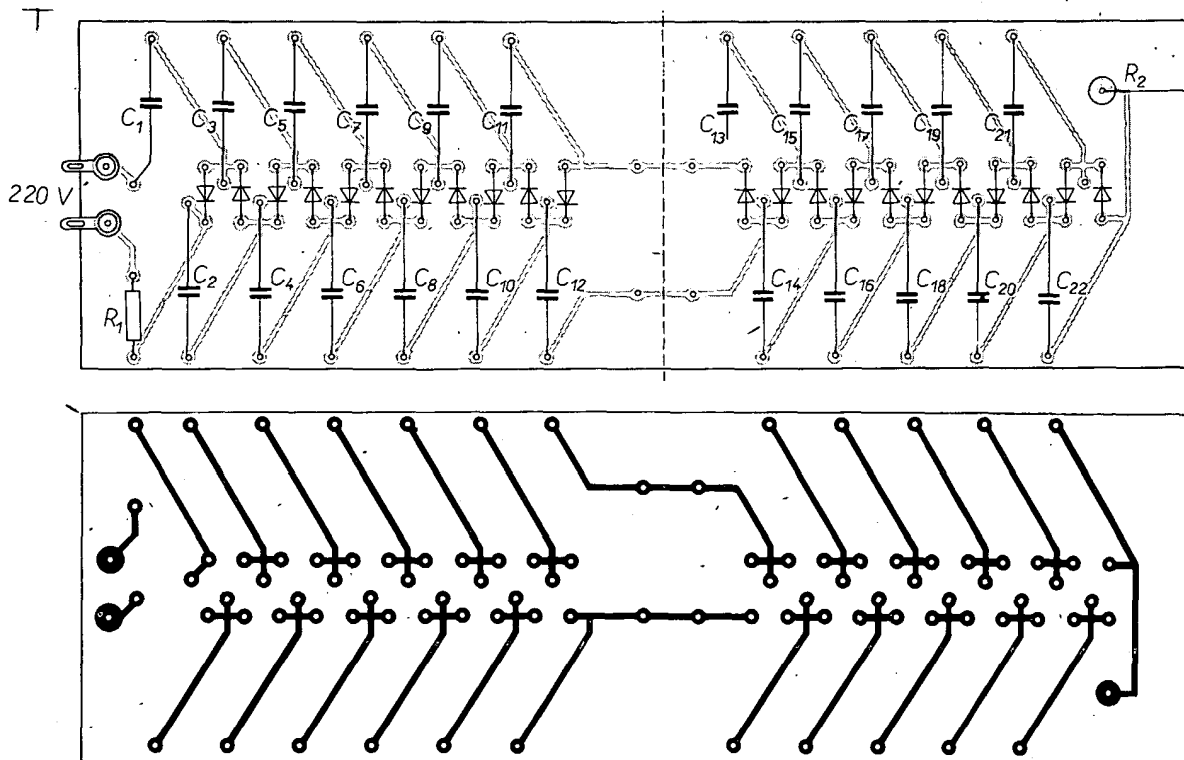 T
R₂
C₁ C₃ C₅ C₇ C₉ C₁₁ C₁₃ C₁₅ C₁₇ C₁₉ C₂₁
220 V
C₂ C₄ C₆ C₈ C₁₀ C₁₂ C₁₄ C₁₆ C₁₈ C₂₀ C₂₂
R₁